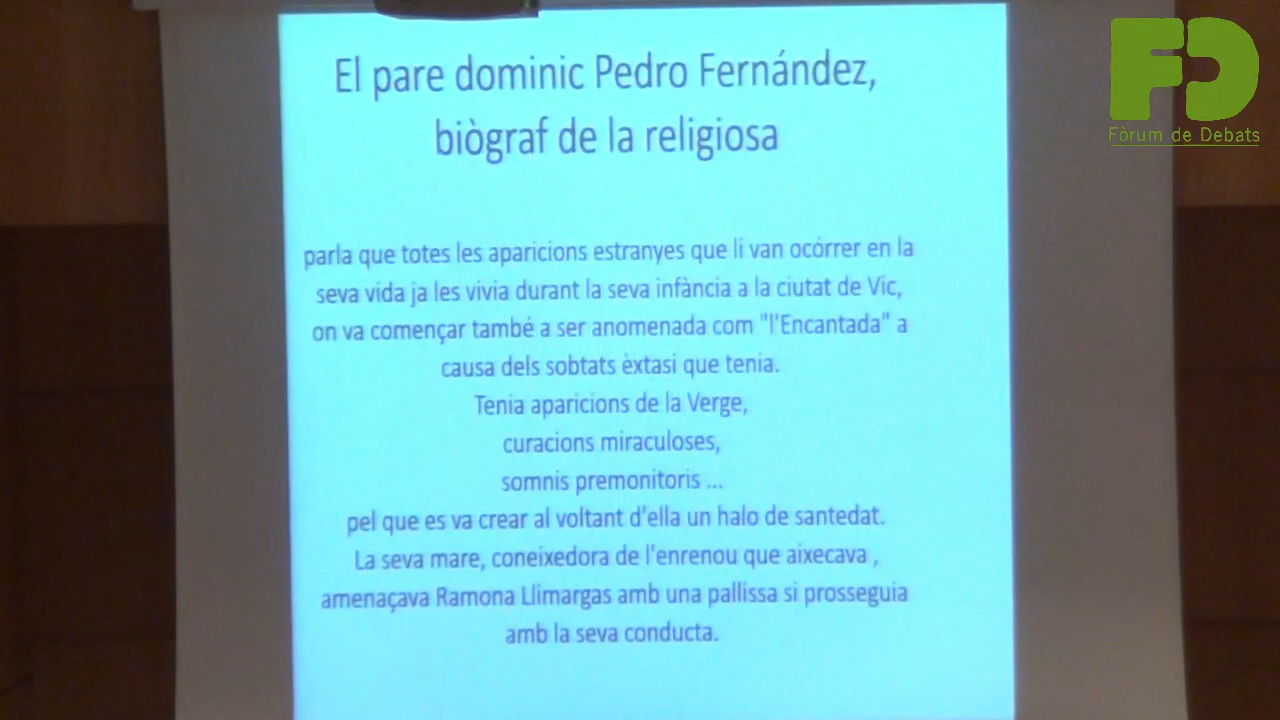 El pare dominic Pedro Fernández,
biògraf de la religiosa
parla que totes les aparicions estranyes que li van ocórrer en la
seva vida ja les vivia durant la seva infància a la ciutat de Vic,
on va començar també a ser anomenada com "l'Encantada" a
causa dels sobtats èxtasi que tenia.
Tenia aparicions de la Verge,
curacions miraculoses,
somnis premonitoris ...
pel que es va crear al voltant d'ella un halo de santedat.
La seva mare, coneixedora de l'enrenou que aixecava ,
amenaçava Ramona Llimargas amb una pallissa si prosseguia
amb la seva conducta.
FD
Fòrum de Debats